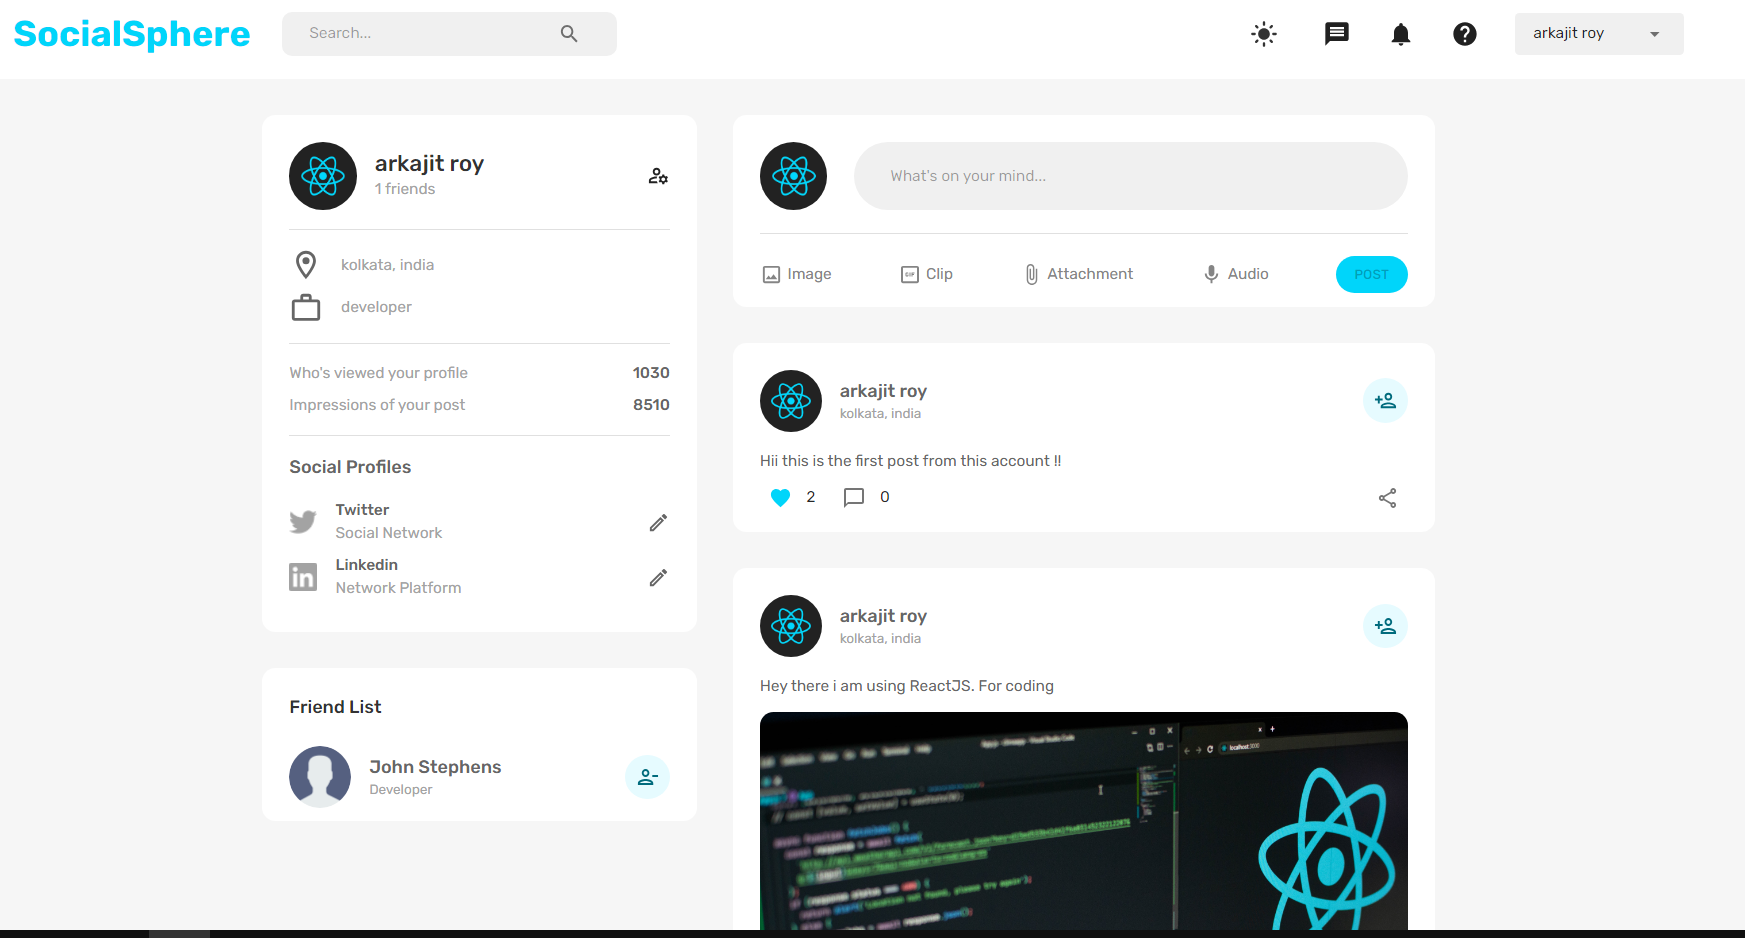 SocialSphere
Search...
arkajit roy
arkajit roy
1 friends
kolkata, india
developer
Who's viewed your profile 1030
Impressions of your post 8510
Social Profiles
Twitter
Social Network
Linkedin
Network Platform
Friend List
John Stephens
Developer
What's on your mind...
Image GIF Clip Attachment Audio POST
arkajit roy
kolkata, india
Hii this is the first post from this account !!
2 0
arkajit roy
kolkata, india
Hey there i am using ReactJS. For coding